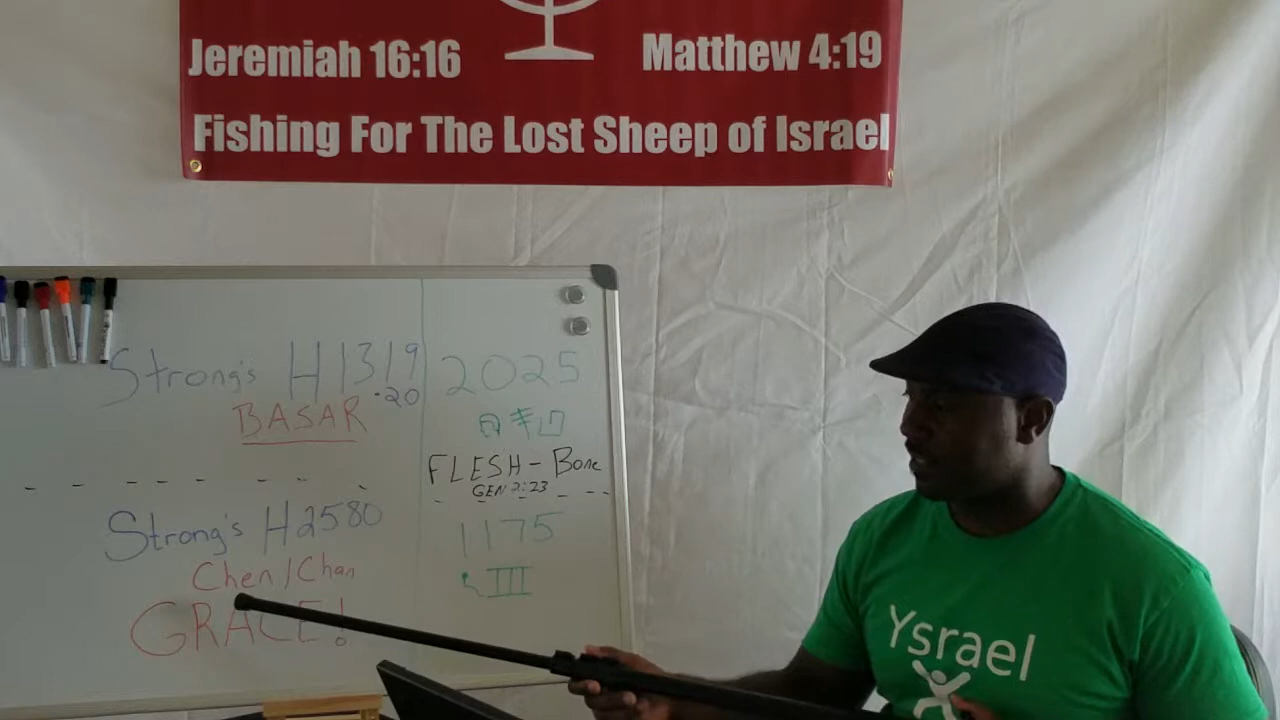 Jeremiah 16:16
Matthew 4:19
Fishing For The Lost Sheep of Israel
Strong's H1319
.20
BASAR
Strong's H2580
Chen/Chan
GRACE!
2025
FLESH - Bone
GEN 2:23
1175
Ysrael